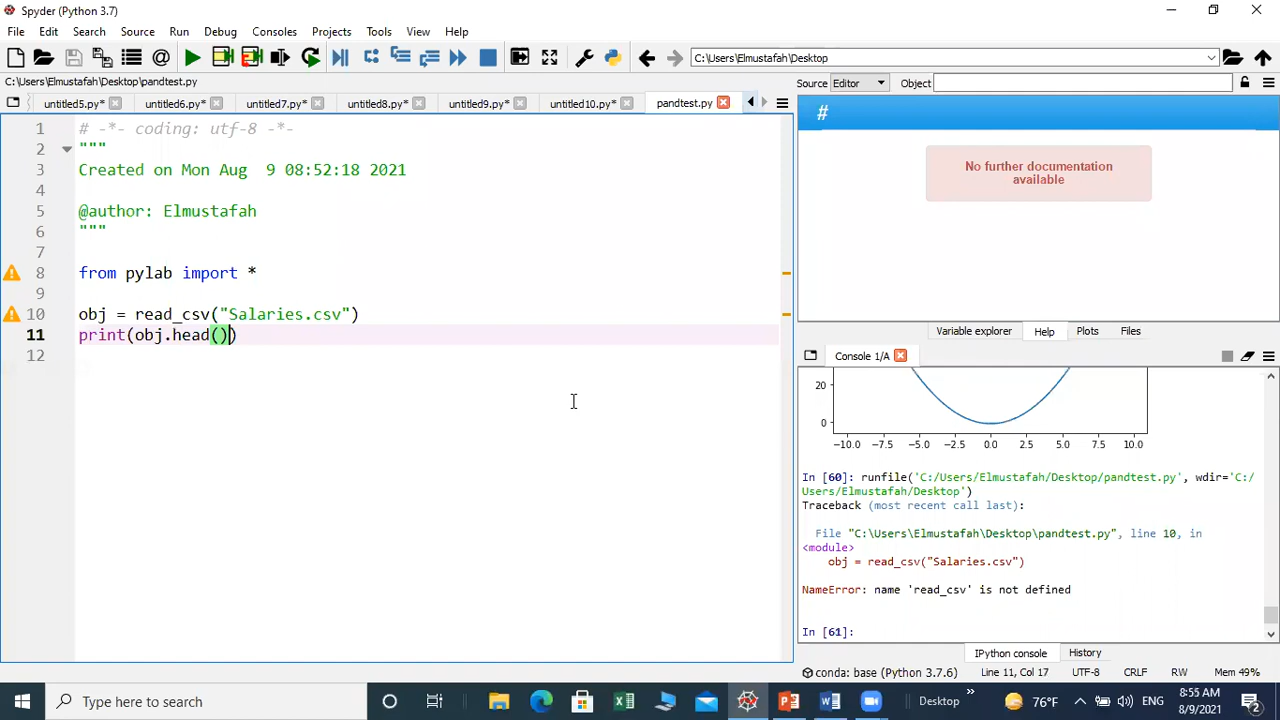 Spyder (Python 3.7)
File Edit Search Source Run Debug Consoles Projects Tools View Help
C:\Users\Elmustafah\Desktop
C:\Users\Elmustafah\Desktop\pandtest.py
untitled5.py* untitled6.py* untitled7.py* untitled8.py* untitled9.py* untitled10.py* pandtest.py
1 # -*- coding: utf-8 -*-
2 """
3 Created on Mon Aug  9 08:52:18 2021
4
5 @author: Elmustafah
6 """
7
8 from pylab import *
9
10 obj = read_csv("Salaries.csv")
11 print(obj.head())
12
Source Editor Object
#
No further documentation
available
Variable explorer Help Plots Files
Console 1/A
20
0
-10.0 -7.5 -5.0 -2.5 0.0 2.5 5.0 7.5 10.0
In [60]: runfile('C:/Users/Elmustafah/Desktop/pandtest.py', wdir='C:/
Users/Elmustafah/Desktop')
Traceback (most recent call last):
File "C:\Users\Elmustafah\Desktop\pandtest.py", line 10, in
<module>
obj = read_csv("Salaries.csv")
NameError: name 'read_csv' is not defined
In [61]:
IPython console History
conda: base (Python 3.7.6) Line 11, Col 17 UTF-8 CRLF RW Mem 49%
Type here to search
Desktop » 76°F ENG
8:55 AM
8/9/2021
2